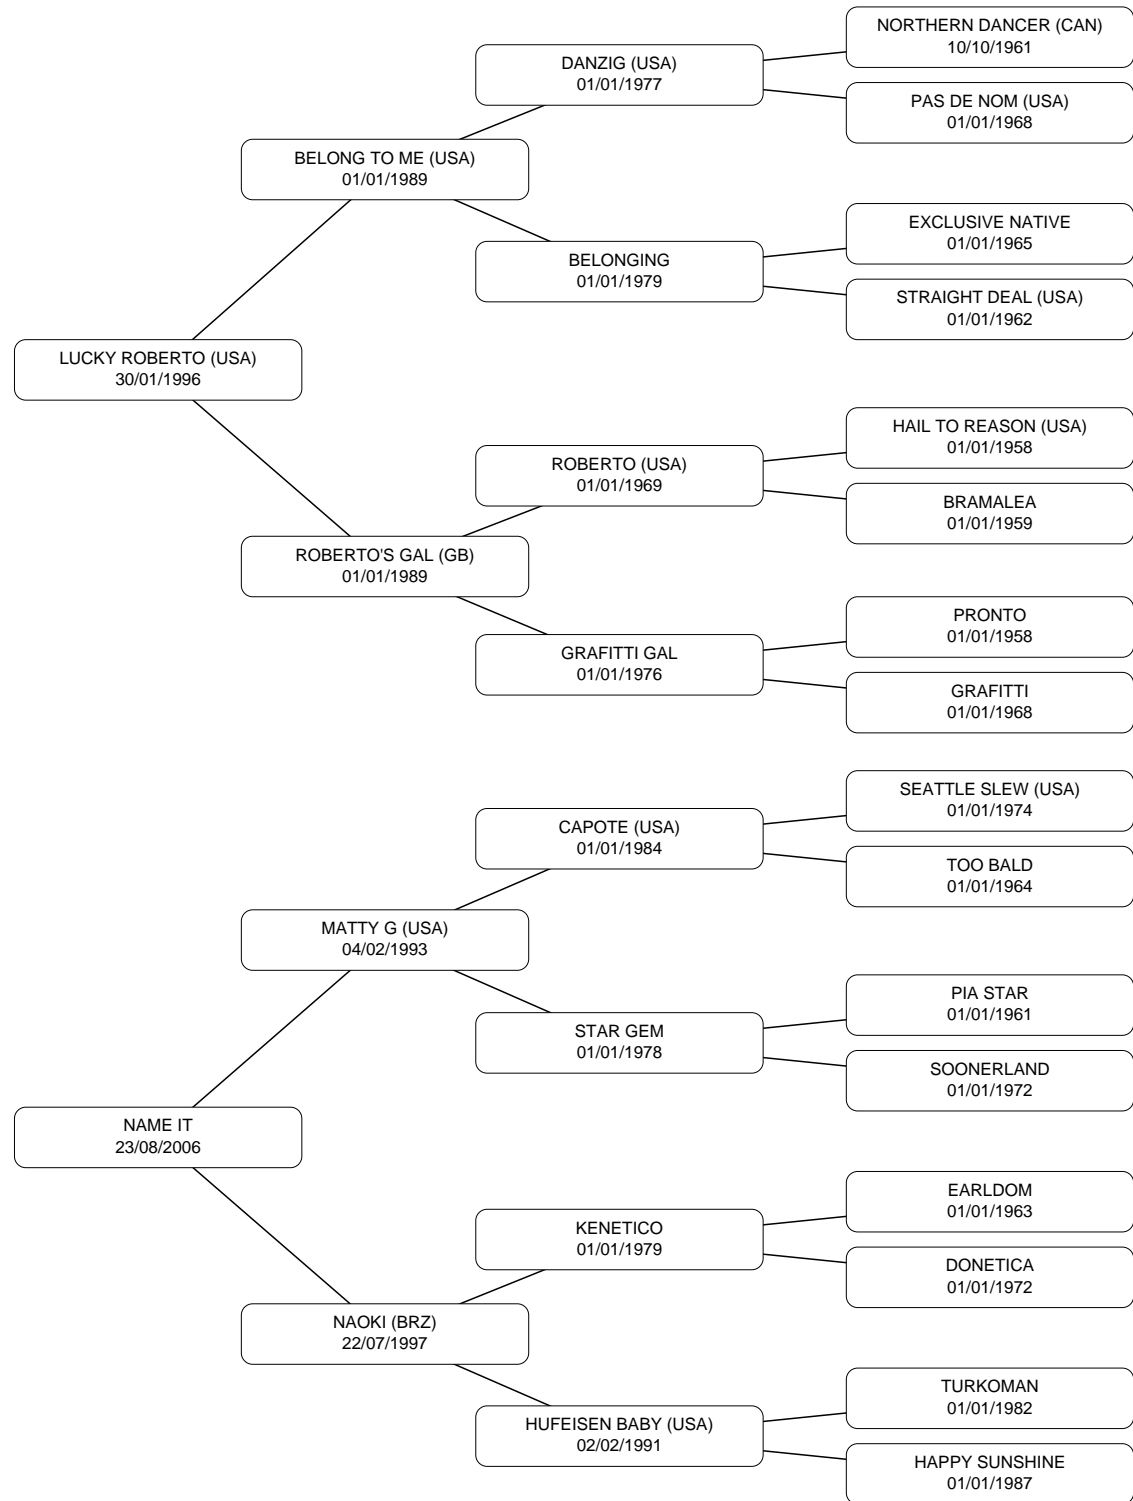 NORTHERN DANCER (CAN)
10/10/1961
DANZIG (USA)
01/01/1977
PAS DE NOM (USA)
01/01/1968
BELONG TO ME (USA)
01/01/1989
EXCLUSIVE NATIVE
01/01/1965
BELONGING
01/01/1979
STRAIGHT DEAL (USA)
01/01/1962
LUCKY ROBERTO (USA)
30/01/1996
HAIL TO REASON (USA)
01/01/1958
ROBERTO (USA)
01/01/1969
BRAMALEA
01/01/1959
ROBERTO'S GAL (GB)
01/01/1989
PRONTO
01/01/1958
GRAFITTI GAL
01/01/1976
GRAFITTI
01/01/1968
SEATTLE SLEW (USA)
01/01/1974
CAPOTE (USA)
01/01/1984
TOO BALD
01/01/1964
MATTY G (USA)
04/02/1993
PIA STAR
01/01/1961
STAR GEM
01/01/1978
SOONERLAND
01/01/1972
NAME IT
23/08/2006
EARLDOM
01/01/1963
KENETICO
01/01/1979
DONETICA
01/01/1972
NAOKI (BRZ)
22/07/1997
TURKOMAN
01/01/1982
HUFEISEN BABY (USA)
02/02/1991
HAPPY SUNSHINE
01/01/1987